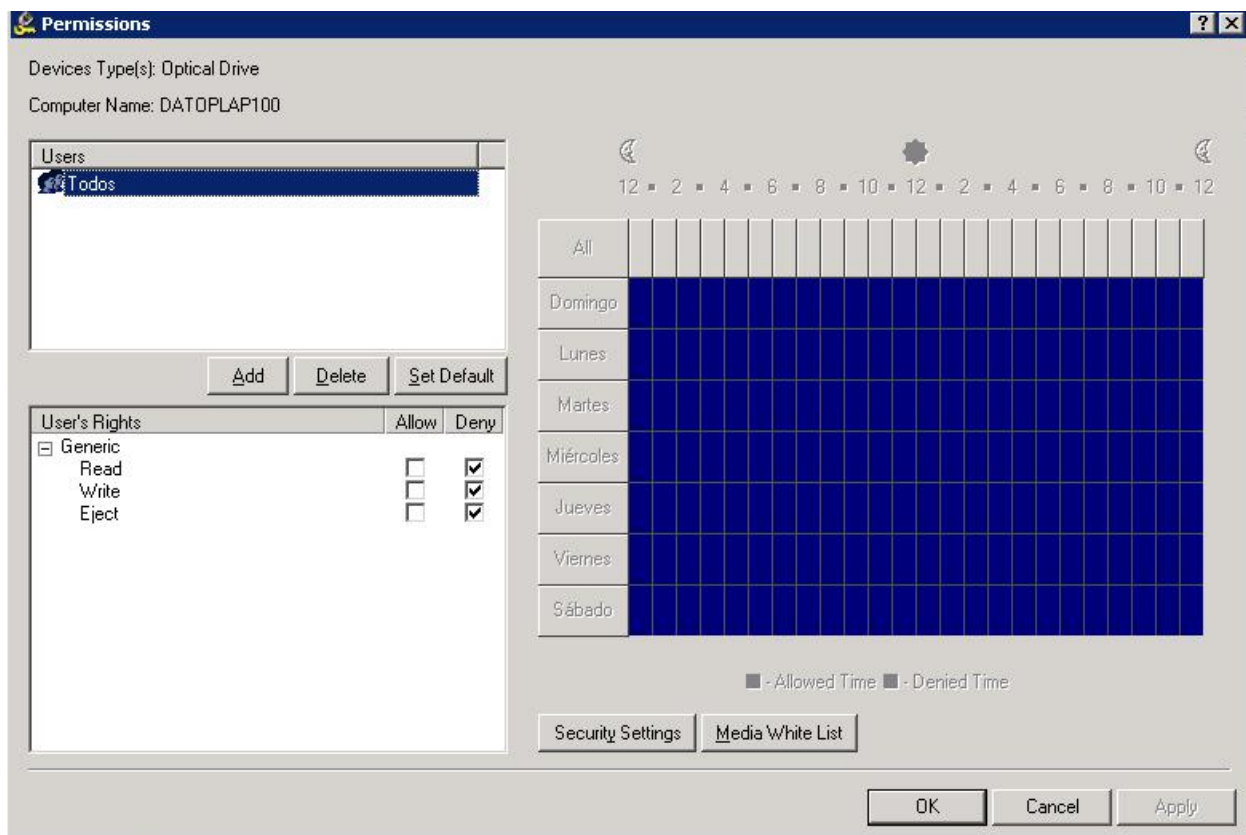 Permissions
Devices Type(s): Optical Drive
Computer Name: DATOPLAP100
Users
Todos
Add Delete Set Default
User's Rights Allow Deny
Generic
Read
Write
Eject
12 2 4 6 8 10 12 2 4 6 8 10 12
All
Domingo
Lunes
Martes
Miércoles
Jueves
Viernes
Sábado
- Allowed Time - Denied Time
Security Settings Media White List
OK Cancel Apply